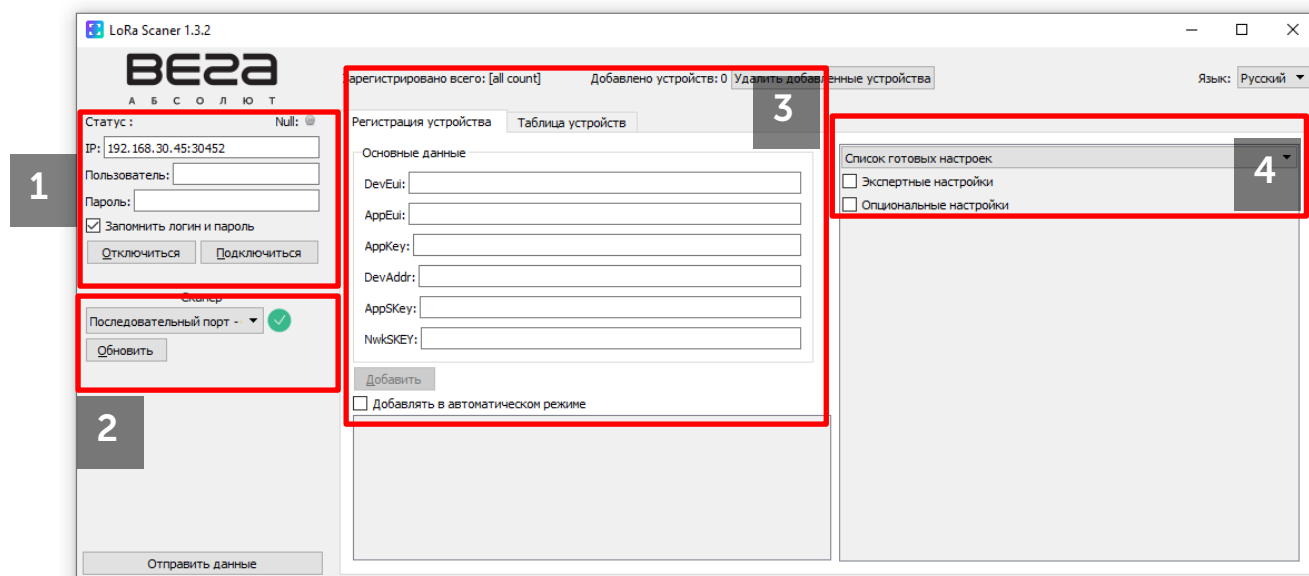 LoRa Scaner 1.3.2
ВЕГА
АБСОЛЮТ
Зарегистрировано всего: [all count] Добавлено устройств: 0 Удалить добавленные устройства Язык: Русский
3
Статус : Null:
Регистрация устройства Таблица устройств
IP: 192.168.30.45:30452
Основные данные
Список готовых настроек
4
1
Пользователь:
DevEui:
Экспертные настройки
Пароль:
AppEui:
Опциональные настройки
Запомнить логин и пароль
AppKey:
Отключиться Подключиться
DevAddr:
Сканер
AppSKey:
Последовательный порт -
NwkSKEY:
Обновить
Добавить
Добавлять в автоматическом режиме
2
Отправить данные